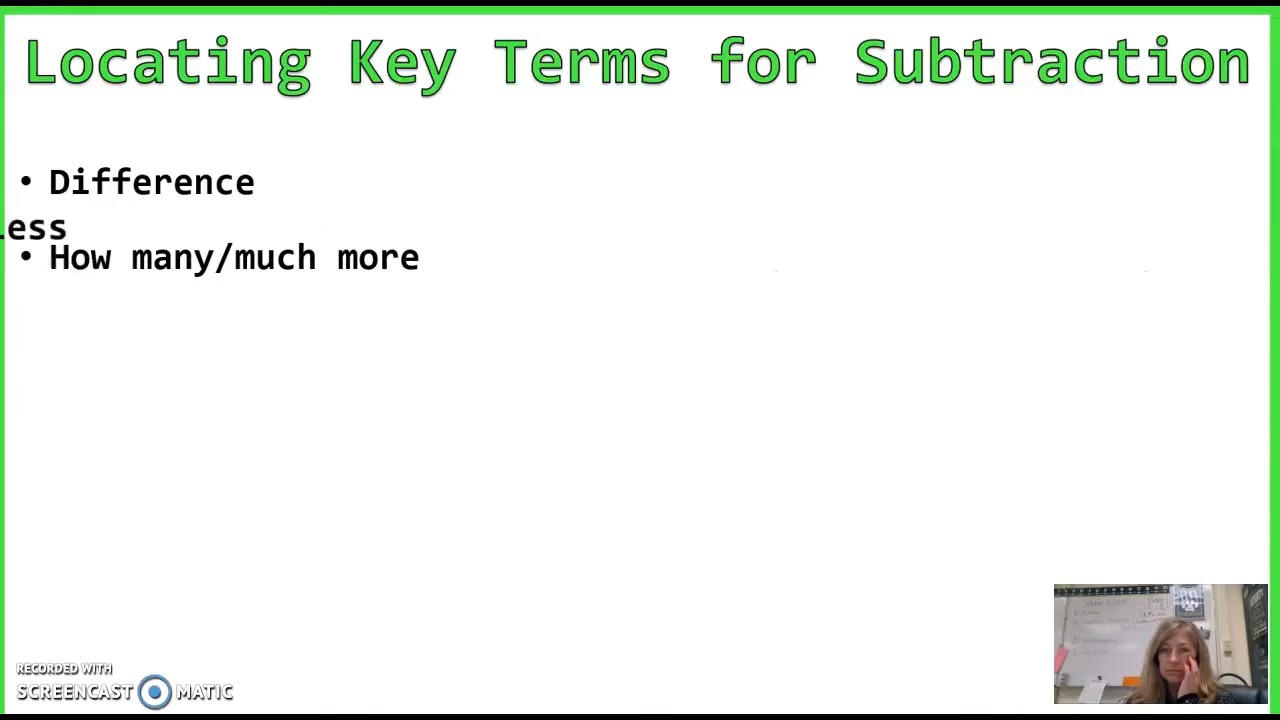 Locating Key Terms for Subtraction
• Difference
Less
• How many/much more
RECORDED WITH
SCREENCAST MATIC